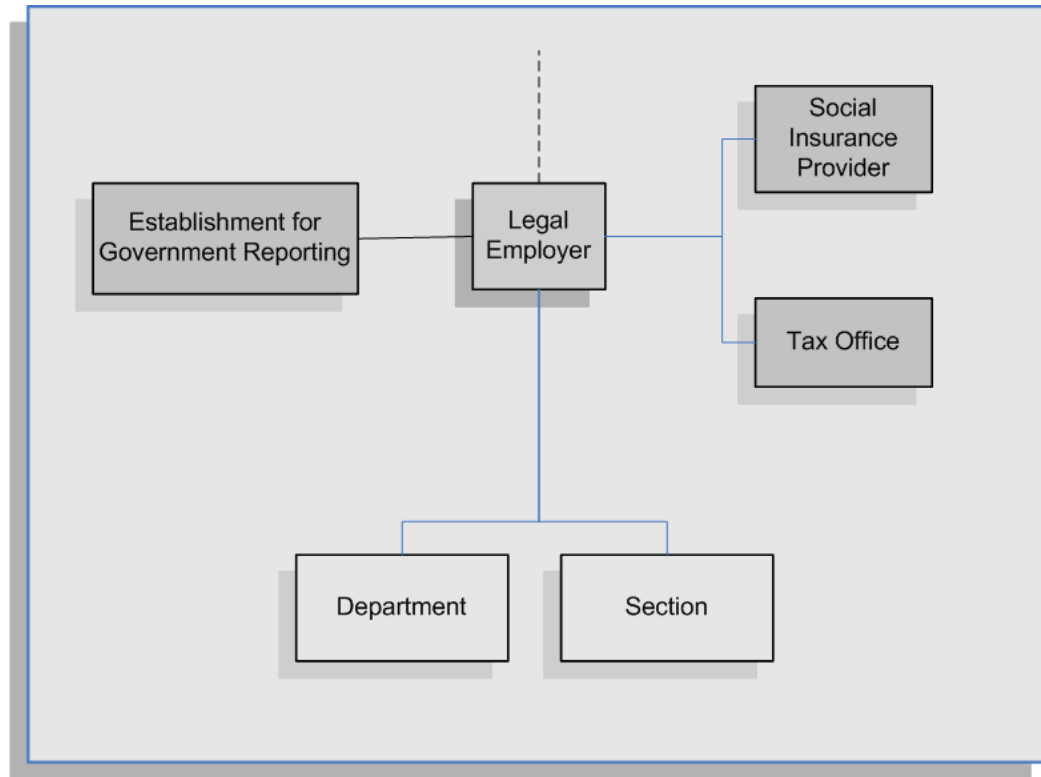 Social
Insurance
Provider
Establishment for
Government Reporting
Legal
Employer
Tax Office
Department
Section